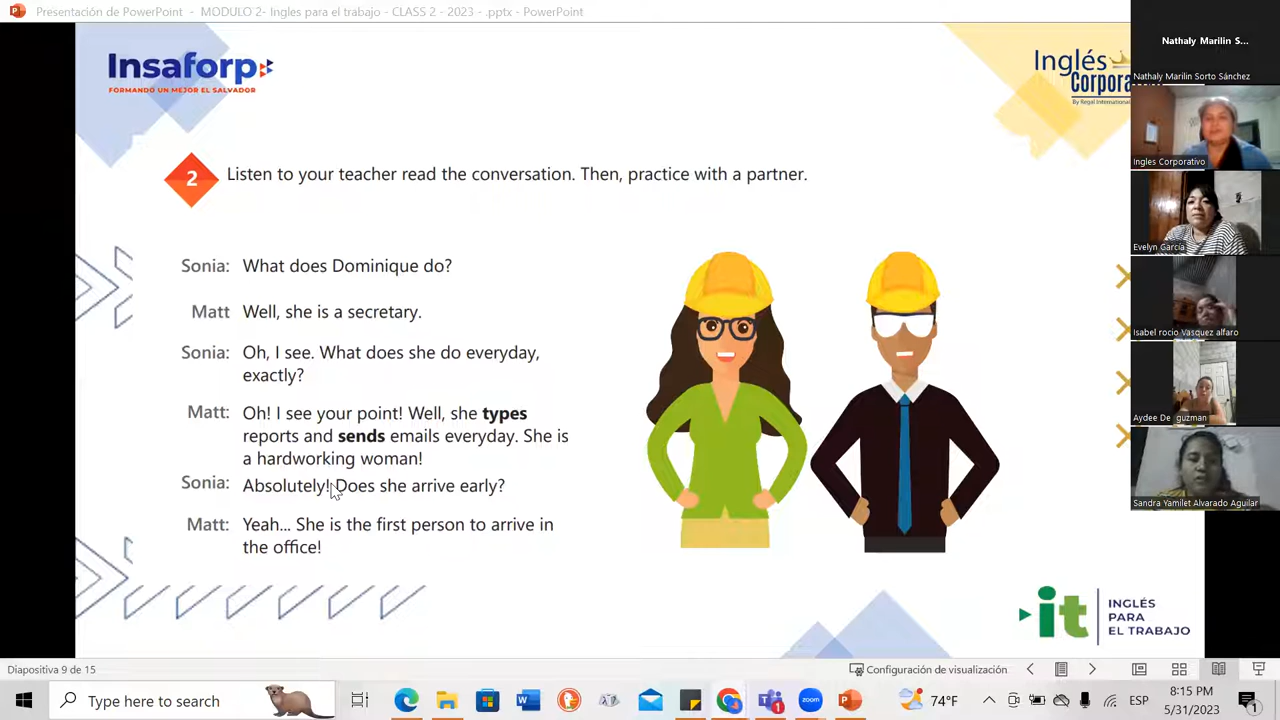 Presentación de PowerPoint - MODULO 2- Ingles para el trabajo - CLASS 2 - 2023 - .pptx - PowerPoint
Insaforp
FORMANDO UN MEJOR EL SALVADOR
Inglés
Corpora
By Regal International
2
Listen to your teacher read the conversation. Then, practice with a partner.
Sonia: What does Dominique do?
Matt Well, she is a secretary.
Sonia: Oh, I see. What does she do everyday,
exactly?
Matt: Oh! I see your point! Well, she types
reports and sends emails everyday. She is
a hardworking woman!
Sonia: Absolutely! Does she arrive early?
Matt: Yeah... She is the first person to arrive in
the office!
it
INGLÉS
PARA
EL TRABAJO
Nathaly Marilin S...
Nathaly Marilin Sorto Sánchez
Ingles Corporativo
Evelyn García
Isabel rocio Vasquez alfaro
Aydee De guzman
Sandra Yamilet Alvarado Aguilar
Diapositiva 9 de 15
Configuración de visualización
Type here to search
zoom
1
74°F
ESP
8:15 PM
5/31/2023
1